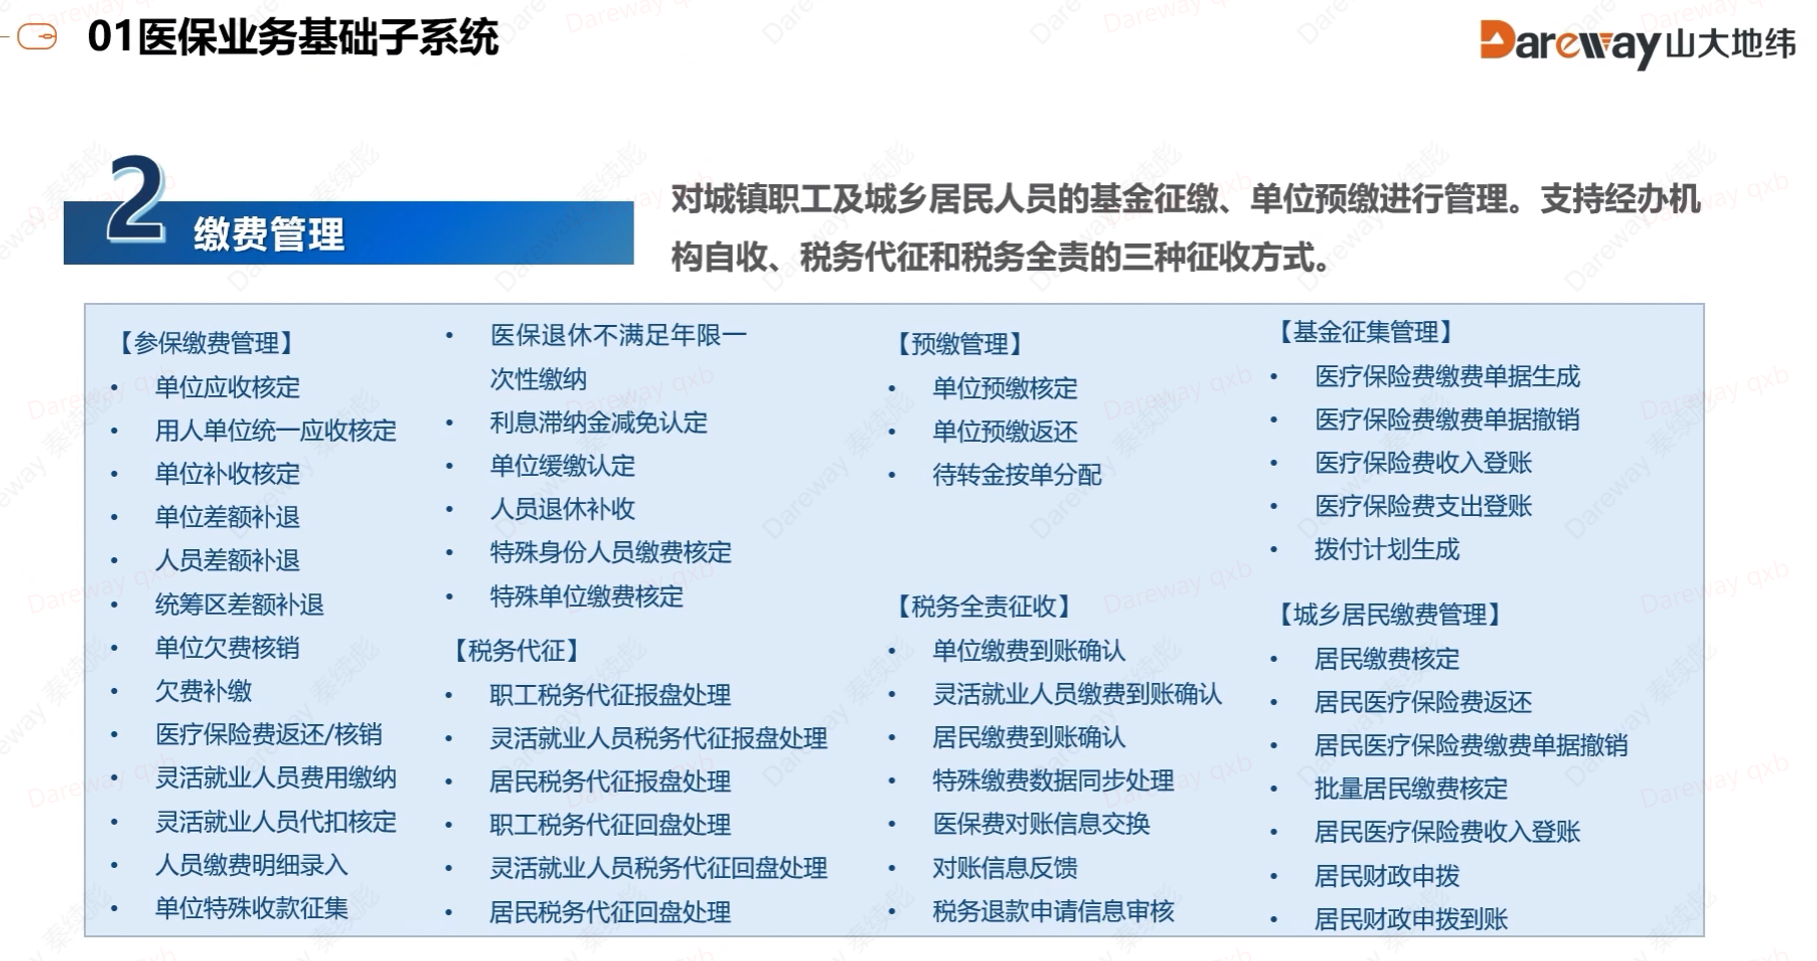 01医保业务基础子系统
Dareway山大地纬
2
缴费管理
对城镇职工及城乡居民人员的基金征缴、单位预缴进行管理。支持经办机
构自收、税务代征和税务全责的三种征收方式。
【参保缴费管理】
• 单位应收核定
• 用人单位统一应收核定
• 单位补收核定
• 单位差额补退
• 人员差额补退
• 统筹区差额补退
• 单位欠费核销
• 欠费补缴
• 医疗保险费返还/核销
• 灵活就业人员费用缴纳
• 灵活就业人员代扣核定
• 人员缴费明细录入
• 单位特殊收款征集
• 医保退休不满足年限一
次性缴纳
• 利息滞纳金减免认定
• 单位缓缴认定
• 人员退休补收
• 特殊身份人员缴费核定
• 特殊单位缴费核定
【税务代征】
• 职工税务代征报盘处理
• 灵活就业人员税务代征报盘处理
• 居民税务代征报盘处理
• 职工税务代征回盘处理
• 灵活就业人员税务代征回盘处理
• 居民税务代征回盘处理
【预缴管理】
• 单位预缴核定
• 单位预缴返还
• 待转金按单分配
【税务全责征收】
• 单位缴费到账确认
• 灵活就业人员缴费到账确认
• 居民缴费到账确认
• 特殊缴费数据同步处理
• 医保费对账信息交换
• 对账信息反馈
• 税务退款申请信息审核
【基金征集管理】
• 医疗保险费缴费单据生成
• 医疗保险费缴费单据撤销
• 医疗保险费收入登账
• 医疗保险费支出登账
• 拨付计划生成
【城乡居民缴费管理】
• 居民缴费核定
• 居民医疗保险费返还
• 居民医疗保险费缴费单据撤销
• 批量居民缴费核定
• 居民医疗保险费收入登账
• 居民财政申拨
• 居民财政申拨到账
Dareway 秦续彪
Dareway qxb